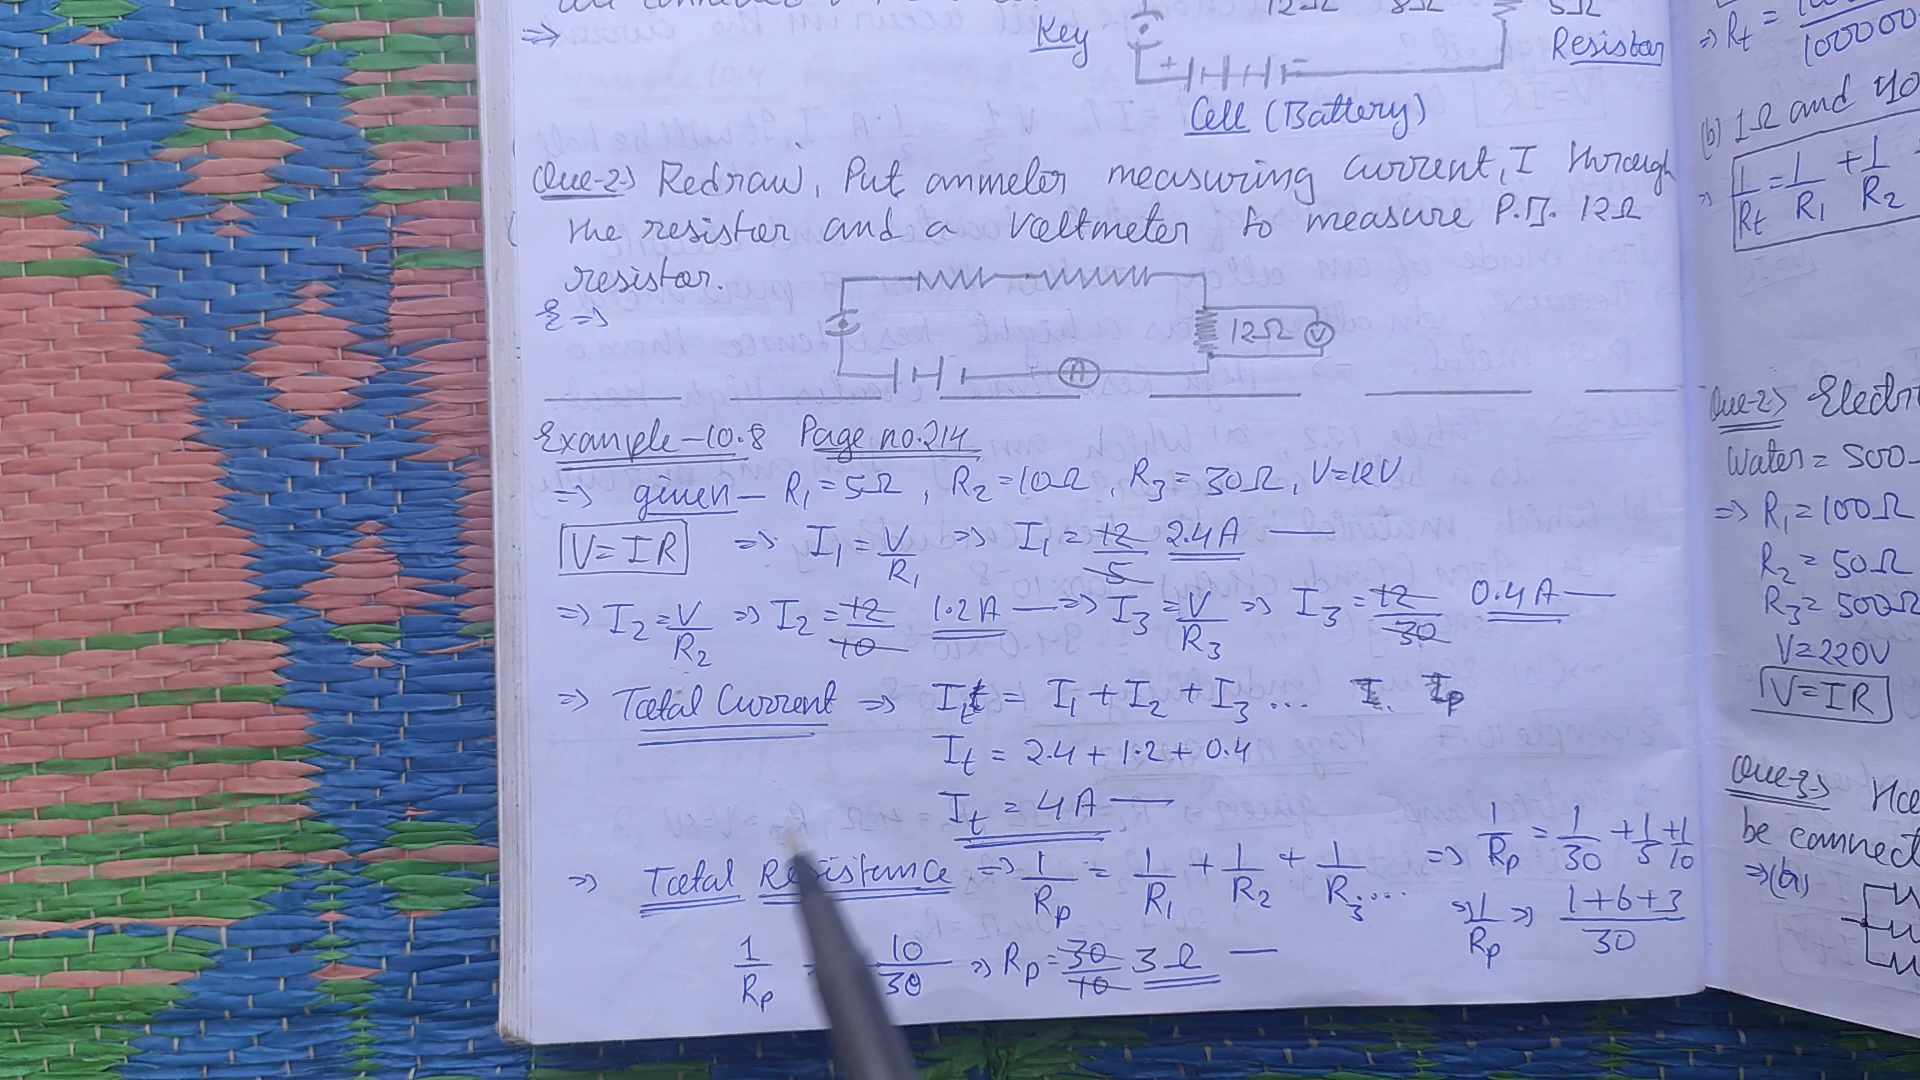 ⇒ Key 12Ω 8Ω 5Ω
Resistor
+
Cell (Battery)
Que-2-) Redraw, Put ammeter measuring current, I through
the resistor and a Voltmeter to measure P.D. 12Ω
resistor.
⇒
12Ω V
A
Example-10.8 Page no.214
⇒ given - R1=5Ω, R2=10Ω, R3=30Ω, V=12V
V=IR ⇒ I1=V/R1 ⇒ I1=12/5 2.4A
⇒ I2=V/R2 ⇒ I2=12/10 1.2A ⇒ I3=V/R3 ⇒ I3=12/30 0.4A
⇒ Total Current ⇒ It = I1+I2+I3... I. Ip
It = 2.4+1.2+0.4
It = 4A
⇒ Total Resistance ⇒ 1/Rp = 1/R1 + 1/R2 + 1/R3... ⇒ 1/Rp = 1/30 + 1/5 + 1/10
⇒ 1/Rp ⇒ 1+6+3/30
1/Rp 10/30 ⇒ Rp = 30/10 3Ω
⇒ Rt = 100000
(b) 1Ω and
⇒ 1/Rt = 1/R1 + 1/R2
Que-2-)
Water = 500
⇒ R1=100Ω
R2=50Ω
R3=500Ω
V=220V
V=IR
Que-3-)
be connect
⇒(a)